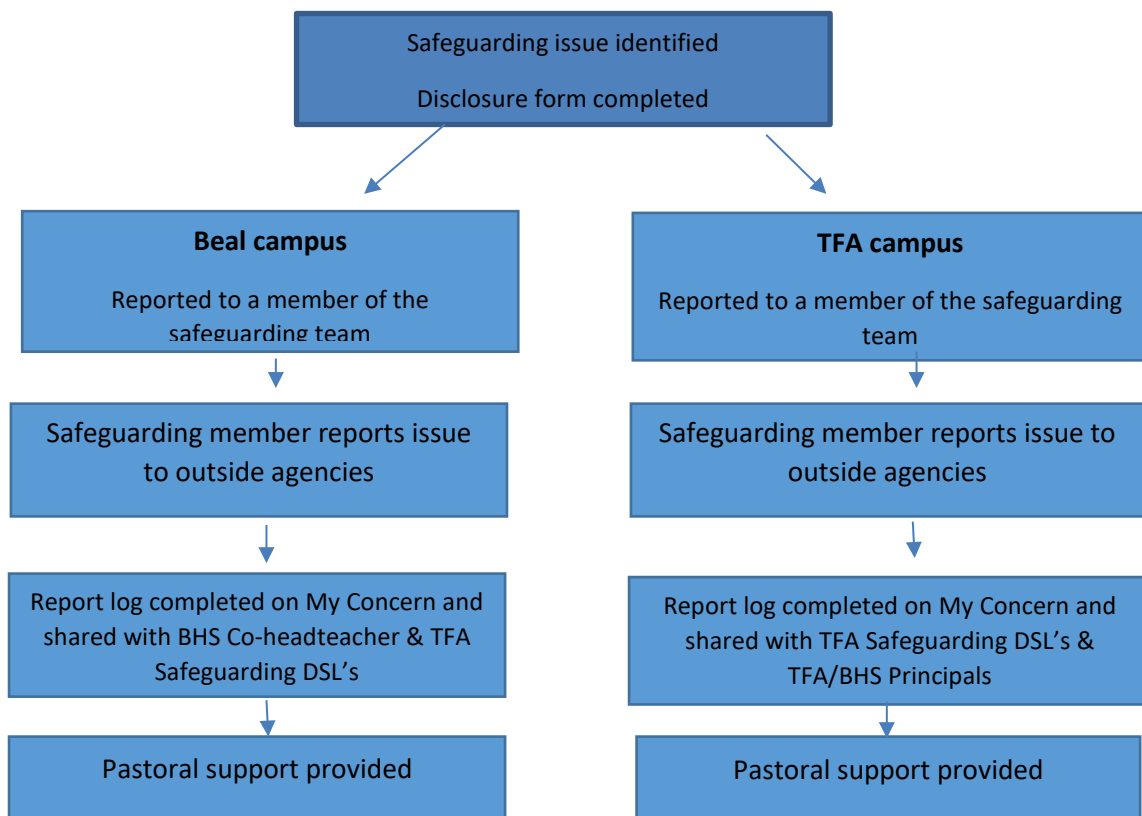 Safeguarding issue identified
Disclosure form completed
Beal campus
Reported to a member of the
safeguarding team
TFA campus
Reported to a member of the safeguarding
team
Safeguarding member reports issue
to outside agencies
Safeguarding member reports issue to
outside agencies
Report log completed on My Concern and
shared with BHS Co-headteacher & TFA
Safeguarding DSL’s
Report log completed on My Concern and
shared with TFA Safeguarding DSL’s &
TFA/BHS Principals
Pastoral support provided
Pastoral support provided